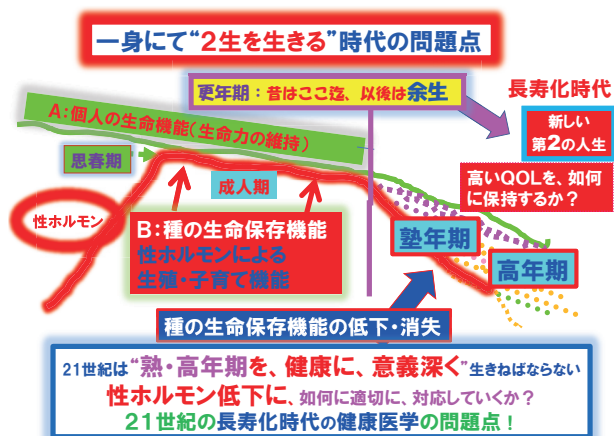 一身にて“2生を生きる”時代の問題点
更年期：昔はここ迄、以後は余生
長寿化時代
A：個人の生命機能（生命力の維持）
新しい
第2の人生
思春期
成人期
高いQOLを、如何
に保持するか？
性ホルモン
B：種の生命保存機能
性ホルモンによる
生殖・子育て機能
塾年期
高年期
種の生命保存機能の低下・消失
21世紀は“熟・高年期を、健康に、意義深く”生きねばならない
性ホルモン低下に、如何に適切に、対応していくか？
21世紀の長寿化時代の健康医学の問題点！